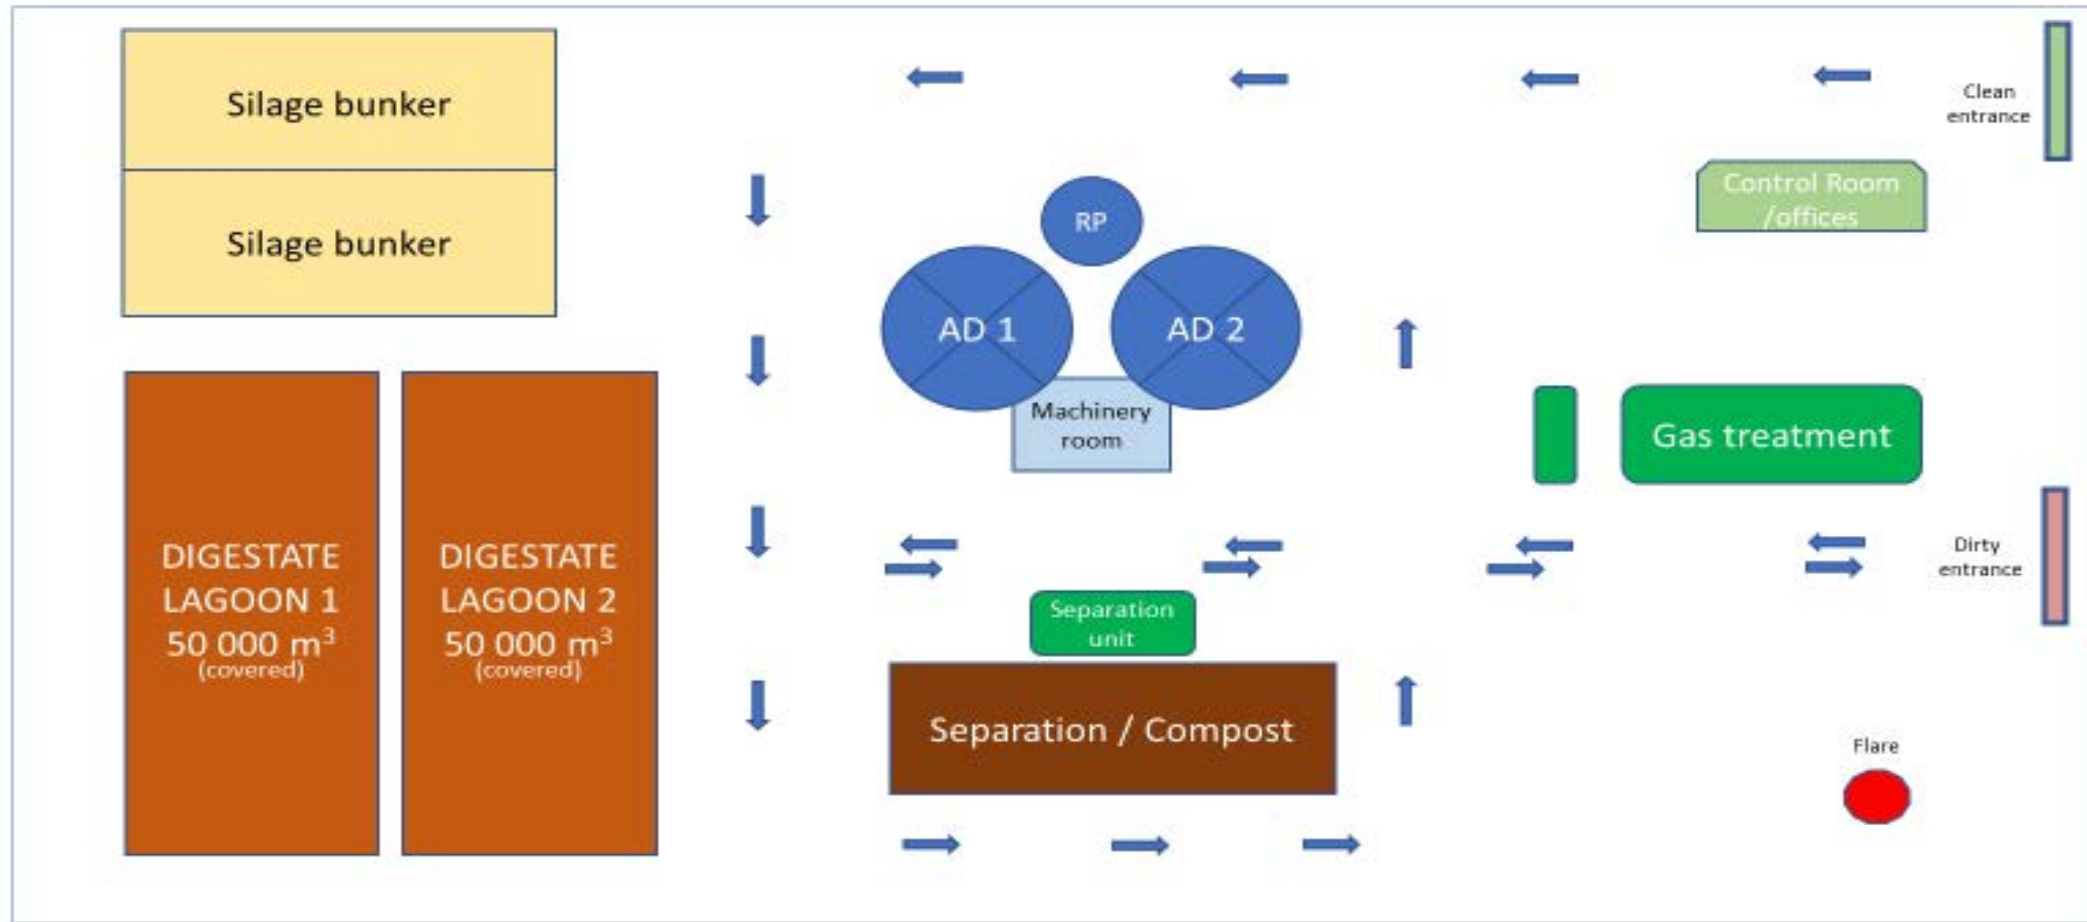 Silage bunker
Silage bunker
Clean
entrance
Control Room
/offices
RP
AD 1
AD 2
Machinery
room
Gas treatment
DIGESTATE
LAGOON 1
50 000 m³
(covered)
DIGESTATE
LAGOON 2
50 000 m³
(covered)
Dirty
entrance
Separation
unit
Separation / Compost
Flare